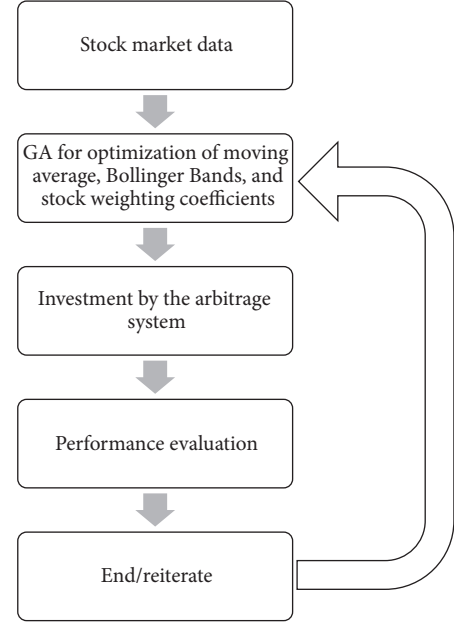 Stock market data
GA for optimization of moving
average, Bollinger Bands, and
stock weighting coefficients
Investment by the arbitrage
system
Performance evaluation
End/reiterate